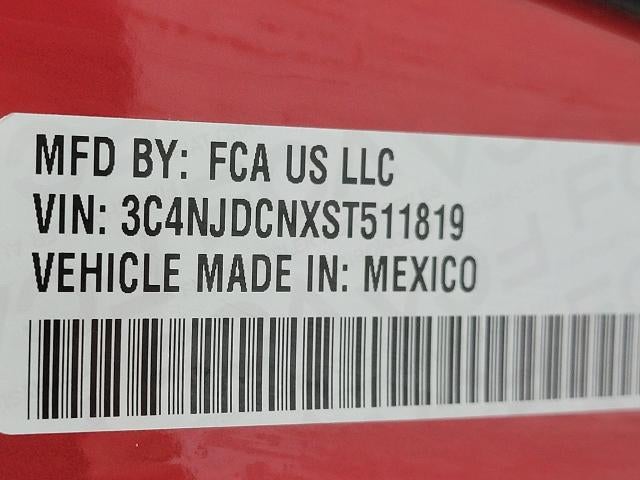 MFD BY: FCA US LLC
VIN: 3C4NJDCNXST511819
VEHICLE MADE IN: MEXICO